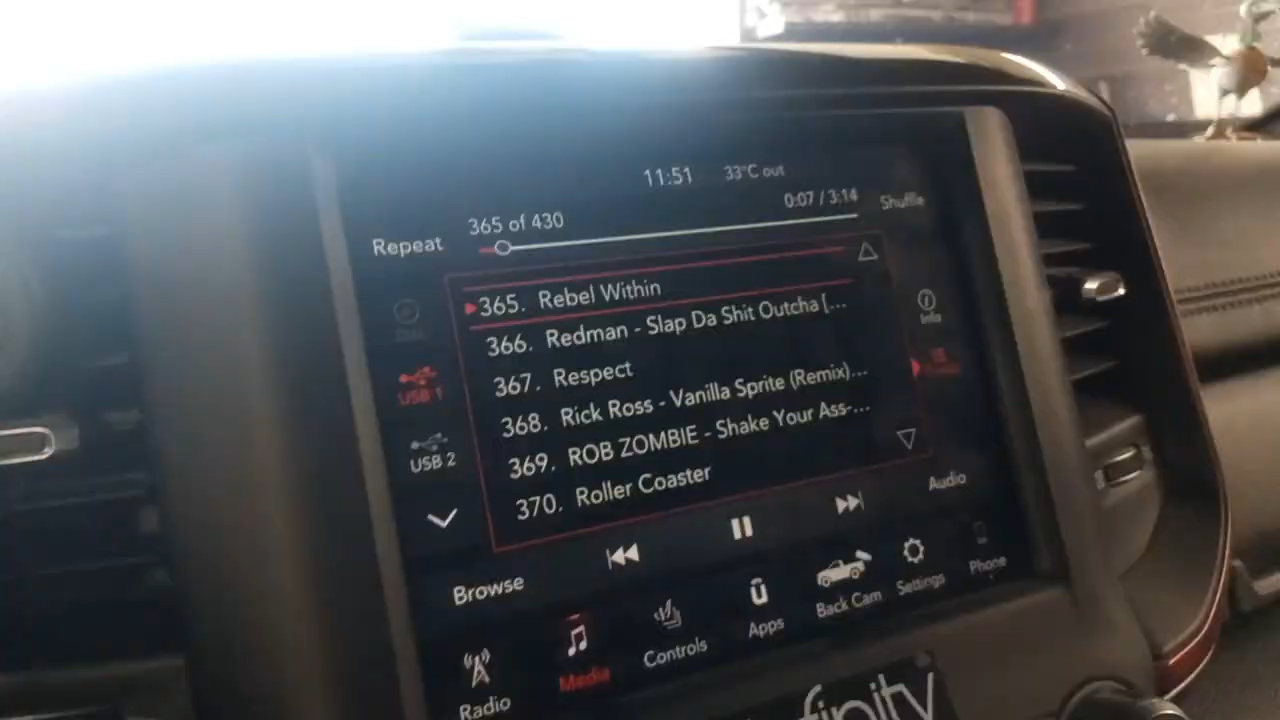 11:51 33°C out
365 of 430 0:07 / 3:14
Repeat Shuffle
365. Rebel Within
366. Redman - Slap Da Shit Outcha [...
367. Respect
368. Rick Ross - Vanilla Sprite (Remix)...
369. ROB ZOMBIE - Shake Your Ass-...
370. Roller Coaster
USB 1
USB 2
Info
Audio
Browse
Radio Media Controls Apps Back Cam Settings Phone
finity